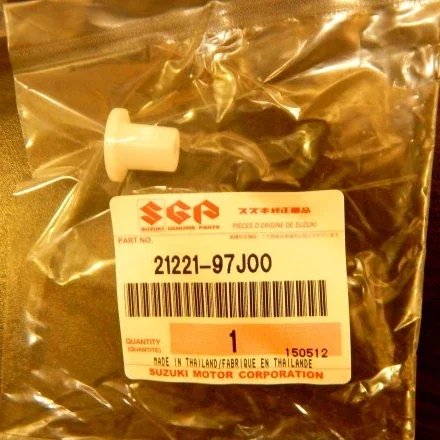 SGP
スズキ純正部品
SUZUKI GENUINE PARTS
PIÈCES D'ORIGINE DE SUZUKI
PART NO.
21221-97J00
QUANTITY
(QUANTITÉ)
1
150512
MADE IN THAILAND/FABRIQUE EN THAILANDE
SUZUKI MOTOR CORPORATION